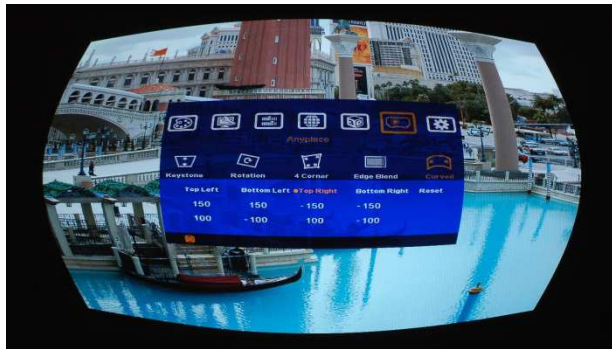 Anyplace
Keystone Rotation 4 Corner Edge Blend Curved
Top Left Bottom Left Top Right Bottom Right Reset
150 150 -150 -150
100 -100 100 -100